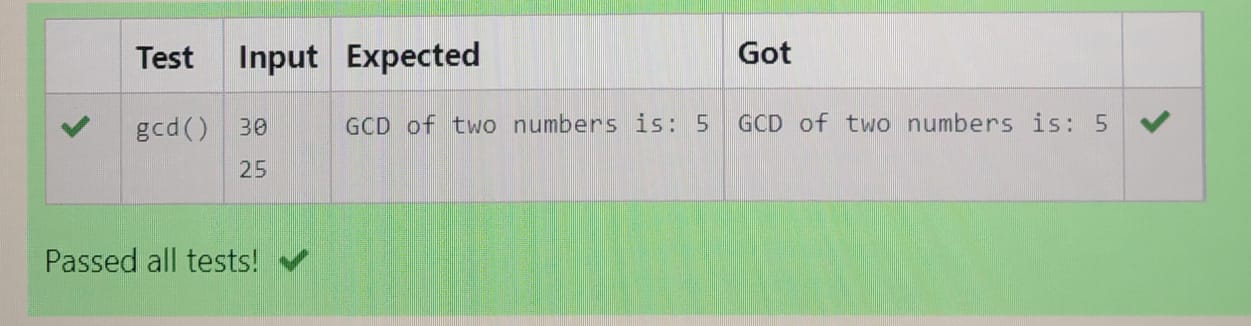 Test Input Expected Got
gcd() 30 GCD of two numbers is: 5 GCD of two numbers is: 5
25
Passed all tests!